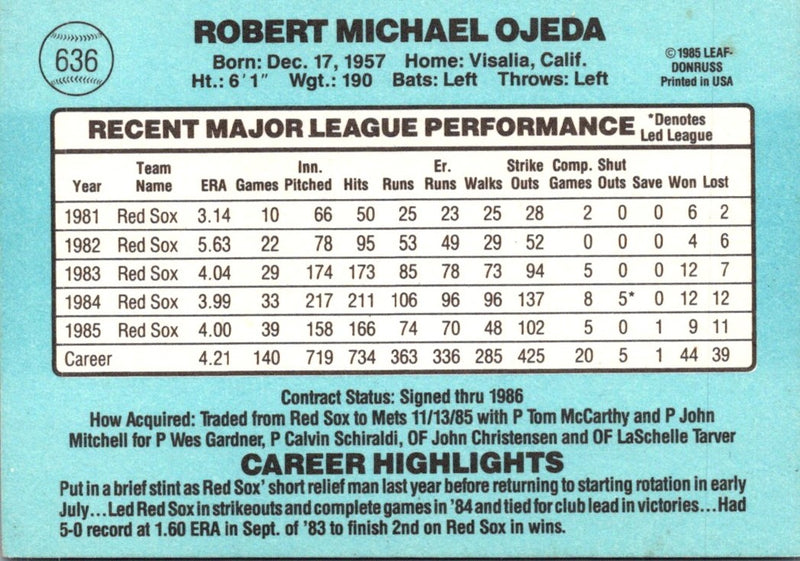 636
ROBERT MICHAEL OJEDA
Born: Dec. 17, 1957 Home: Visalia, Calif.
Ht.: 6'1" Wgt.: 190 Bats: Left Throws: Left
©1985 LEAF-
DONRUSS
Printed in USA
RECENT MAJOR LEAGUE PERFORMANCE *Denotes
Led League
Team Inn. Er. Strike Comp. Shut
Year Name ERA Games Pitched Hits Runs Runs Walks Outs Games Outs Save Won Lost
1981 Red Sox 3.14 10 66 50 25 23 25 28 2 0 0 6 2
1982 Red Sox 5.63 22 78 95 53 49 29 52 0 0 0 4 6
1983 Red Sox 4.04 29 174 173 85 78 73 94 5 0 0 12 7
1984 Red Sox 3.99 33 217 211 106 96 96 137 8 5* 0 12 12
1985 Red Sox 4.00 39 158 166 74 70 48 102 5 0 1 9 11
Career 4.21 140 719 734 363 336 285 425 20 5 1 44 39
Contract Status: Signed thru 1986
How Acquired: Traded from Red Sox to Mets 11/13/85 with P Tom McCarthy and P John
Mitchell for P Wes Gardner, P Calvin Schiraldi, OF John Christensen and OF LaSchelle Tarver
CAREER HIGHLIGHTS
Put in a brief stint as Red Sox' short relief man last year before returning to starting rotation in early
July...Led Red Sox in strikeouts and complete games in '84 and tied for club lead in victories...Had
5-0 record at 1.60 ERA in Sept. of '83 to finish 2nd on Red Sox in wins.